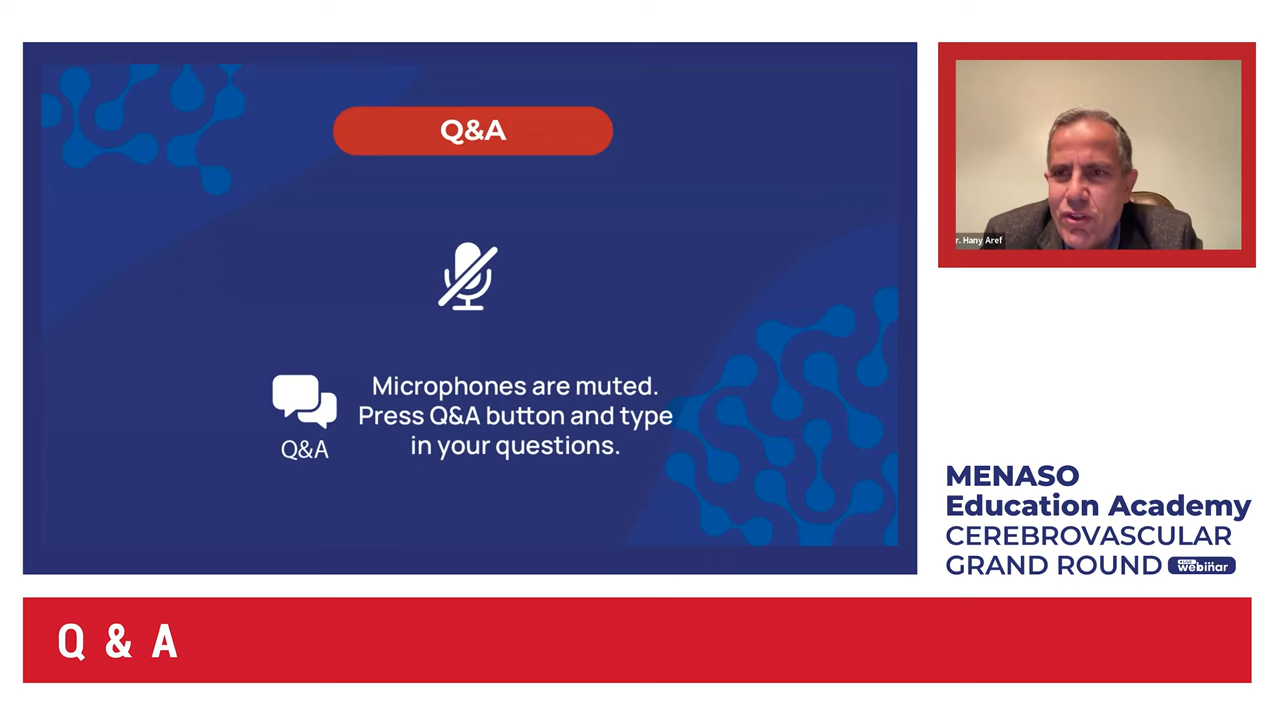 Q&A
Microphones are muted.
Press Q&A button and type
in your questions.
Q&A
r. Hany Aref
MENASO
Education Academy
CEREBROVASCULAR
GRAND ROUND webinar
Q & A